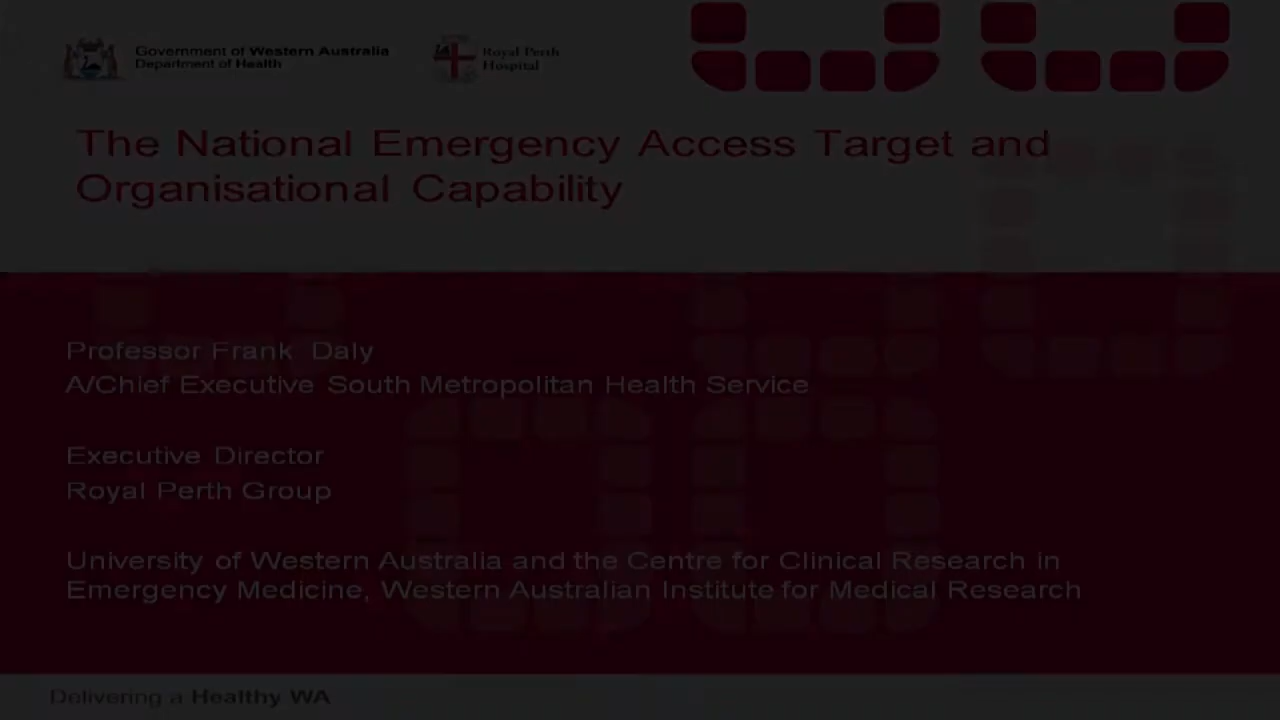 Government of Western Australia
Department of Health
Royal Perth
Hospital
The National Emergency Access Target and
Organisational Capability
Professor Frank Daly
A/Chief Executive South Metropolitan Health Service
Executive Director
Royal Perth Group
University of Western Australia and the Centre for Clinical Research in
Emergency Medicine, Western Australian Institute for Medical Research
Delivering a Healthy WA